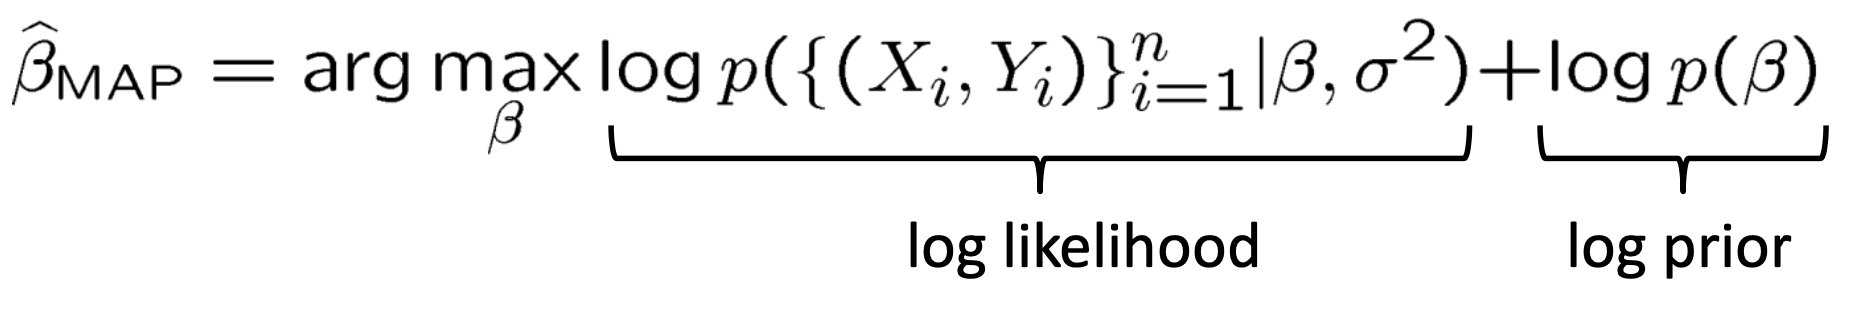 β̂_MAP = arg max_β log p({(X_i, Y_i)}_{i=1}^n|β, σ²)+log p(β)
log likelihood log prior